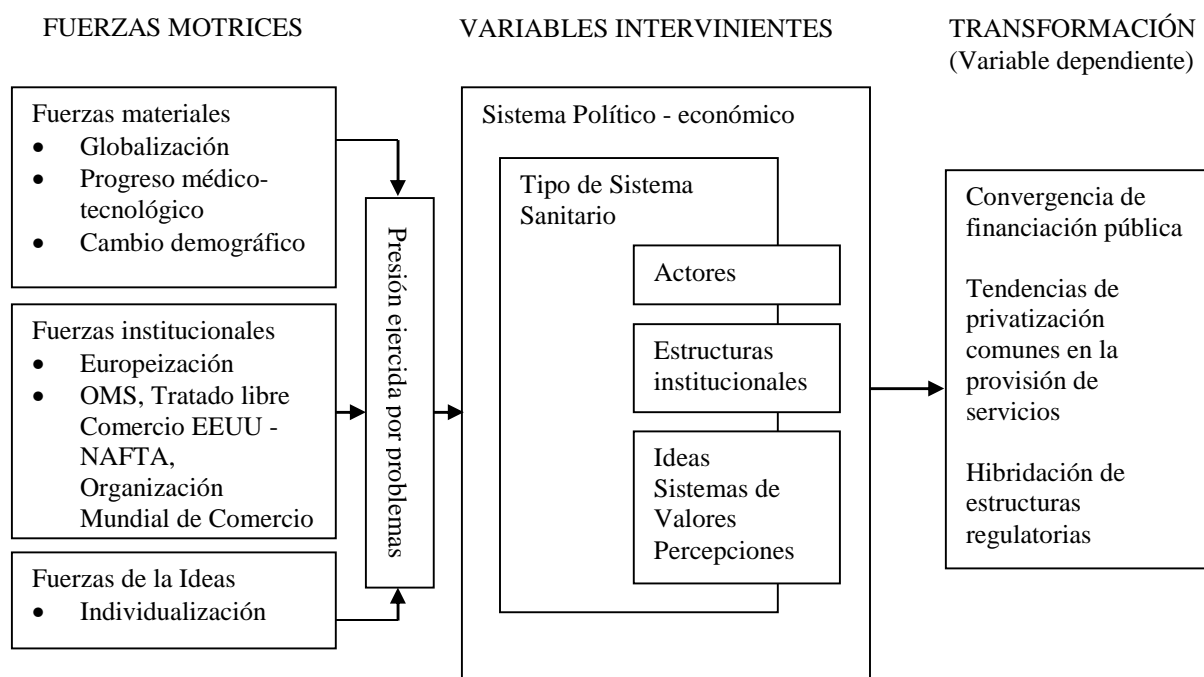 FUERZAS MOTRICES
VARIABLES INTERVINIENTES
TRANSFORMACIÓN
(Variable dependiente)
Fuerzas materiales
• Globalización
• Progreso médico-
tecnológico
• Cambio demográfico
Fuerzas institucionales
• Europeización
• OMS, Tratado libre
Comercio EEUU -
NAFTA,
Organización
Mundial de Comercio
Fuerzas de la Ideas
• Individualización
Presión ejercida por problemas
Sistema Político - económico
Tipo de Sistema
Sanitario
Actores
Estructuras
institucionales
Ideas
Sistemas de
Valores
Percepciones
Convergencia de
financiación pública
Tendencias de
privatización
comunes en la
provisión de
servicios
Hibridación de
estructuras
regulatorias